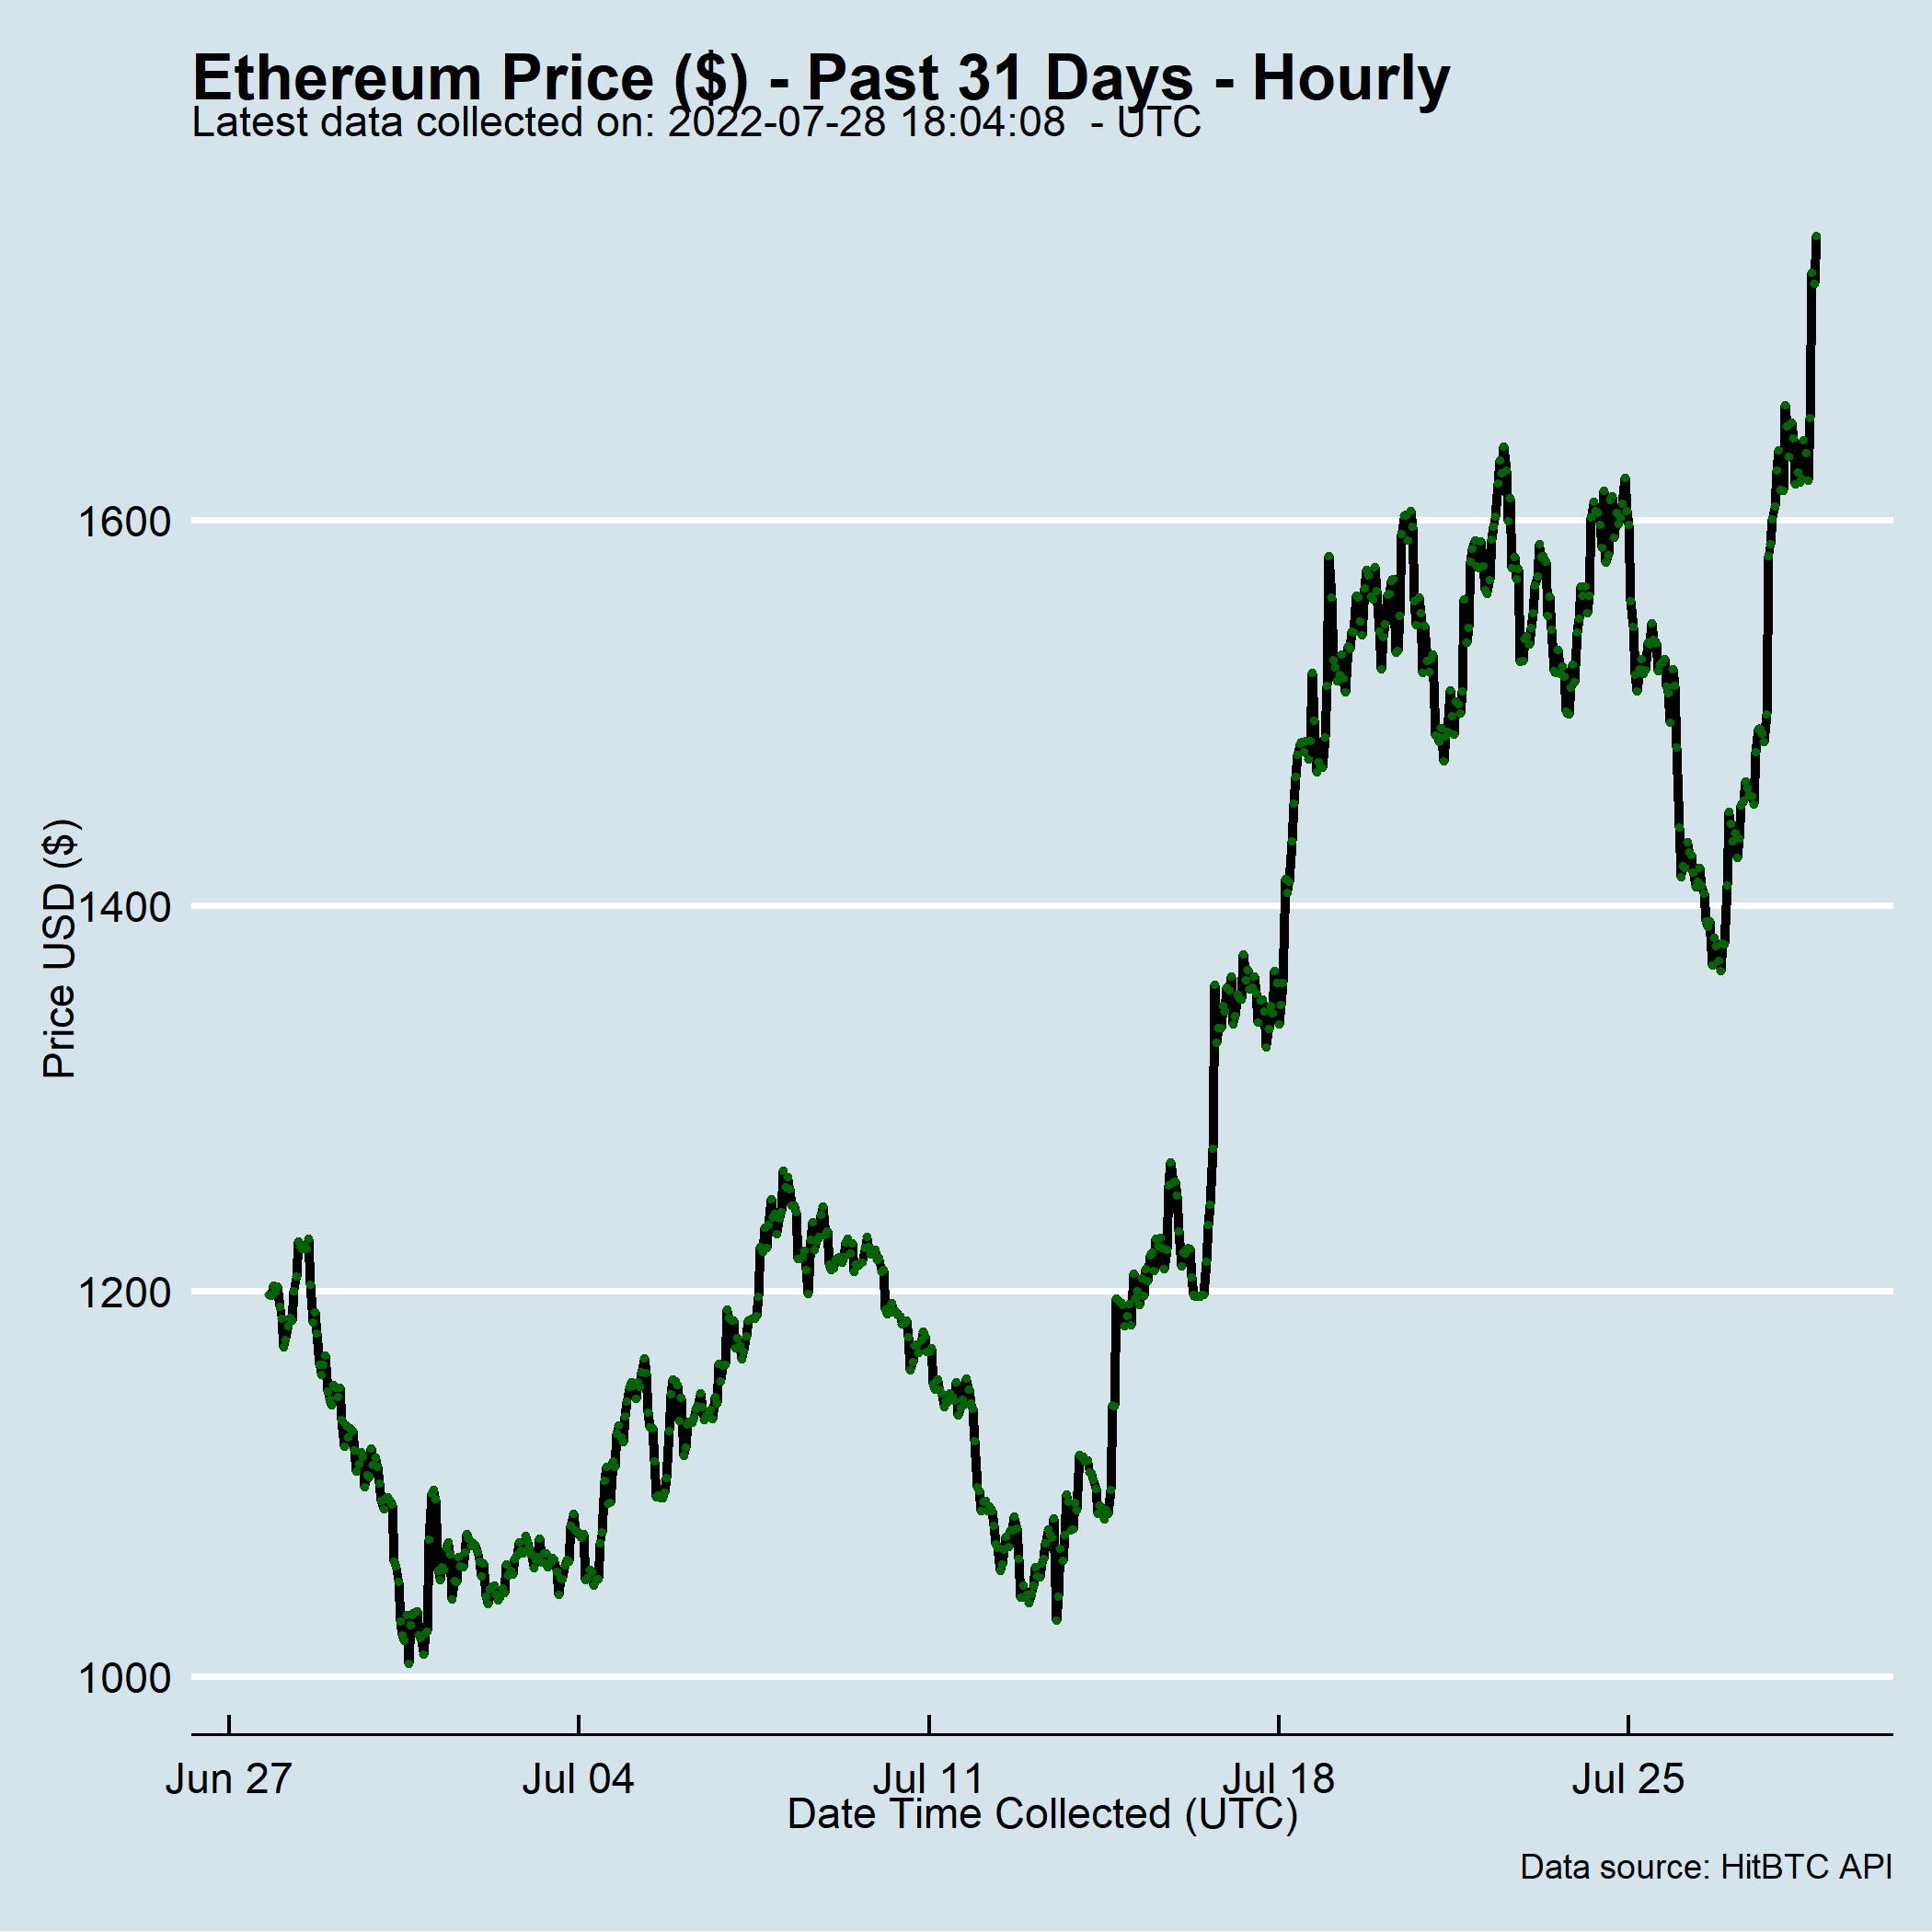 Ethereum Price ($) - Past 31 Days - Hourly
Latest data collected on: 2022-07-28 18:04:08  - UTC
Price USD ($)
1600
1400
1200
1000
Jun 27
Jul 04
Jul 11
Jul 18
Jul 25
Date Time Collected (UTC)
Data source: HitBTC API